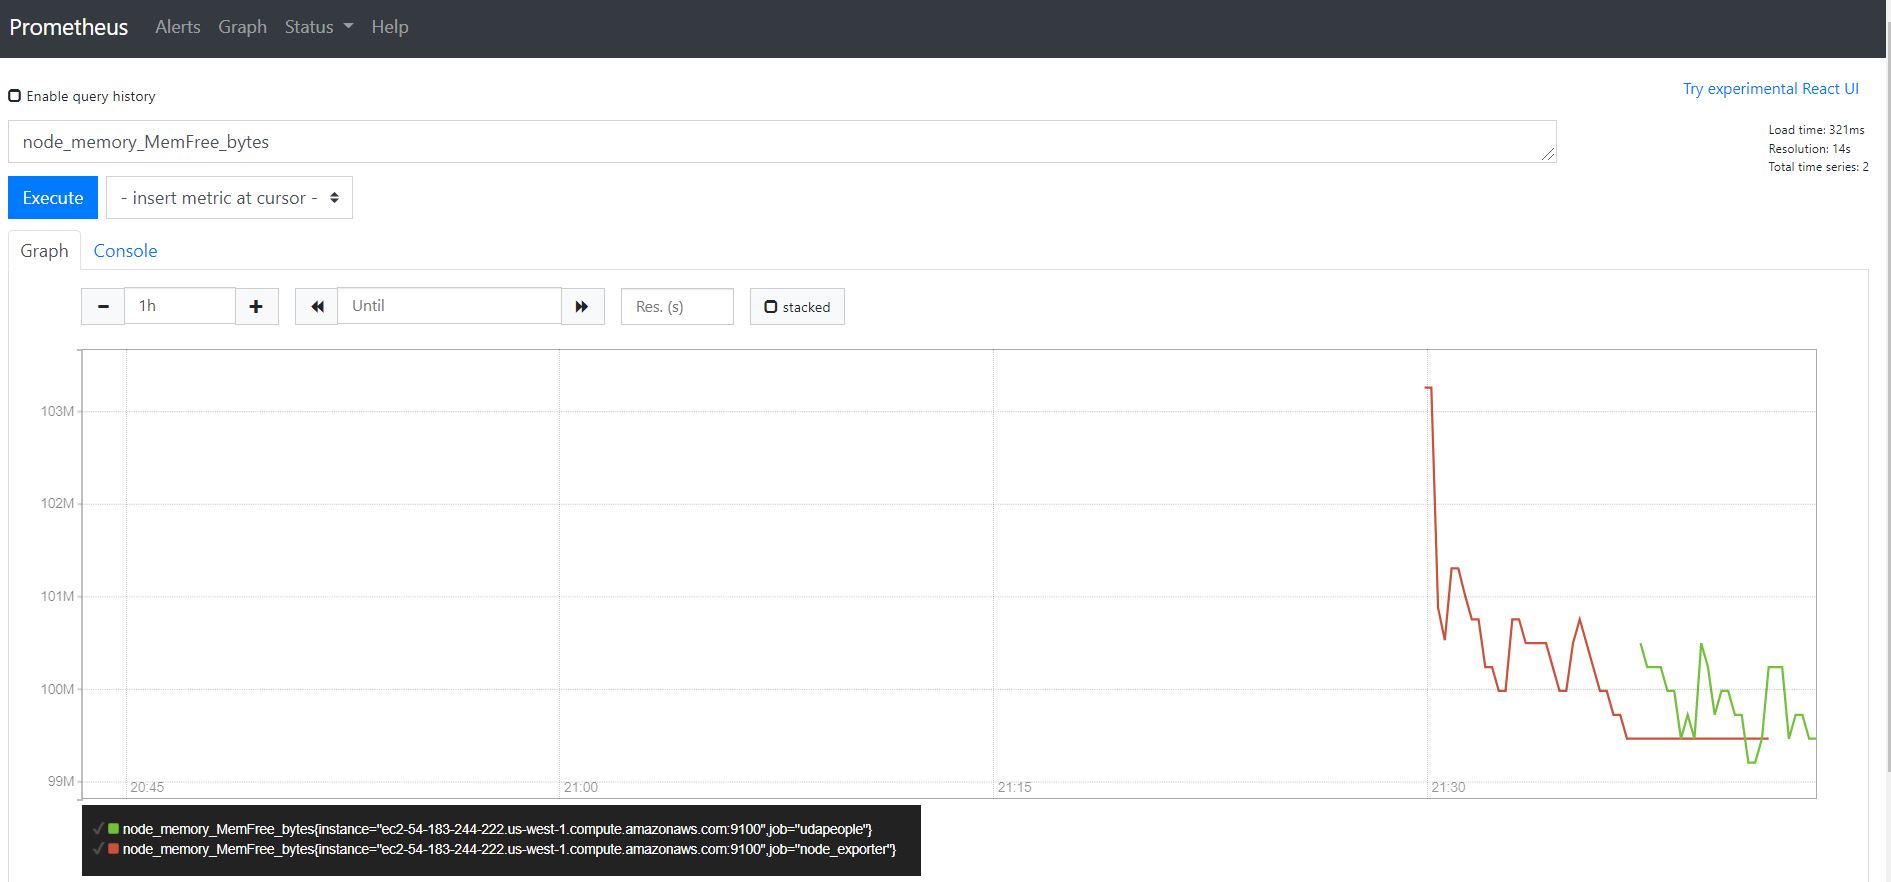 Prometheus Alerts Graph Status Help
Enable query history
Try experimental React UI
node_memory_MemFree_bytes
Load time: 321ms
Resolution: 14s
Total time series: 2
Execute - insert metric at cursor -
Graph Console
1h Until Res. (s) stacked
103M
102M
101M
100M
99M
20:45 21:00 21:15 21:30
node_memory_MemFree_bytes{instance="ec2-54-183-244-222.us-west-1.compute.amazonaws.com:9100",job="udapeople"}
node_memory_MemFree_bytes{instance="ec2-54-183-244-222.us-west-1.compute.amazonaws.com:9100",job="node_exporter"}